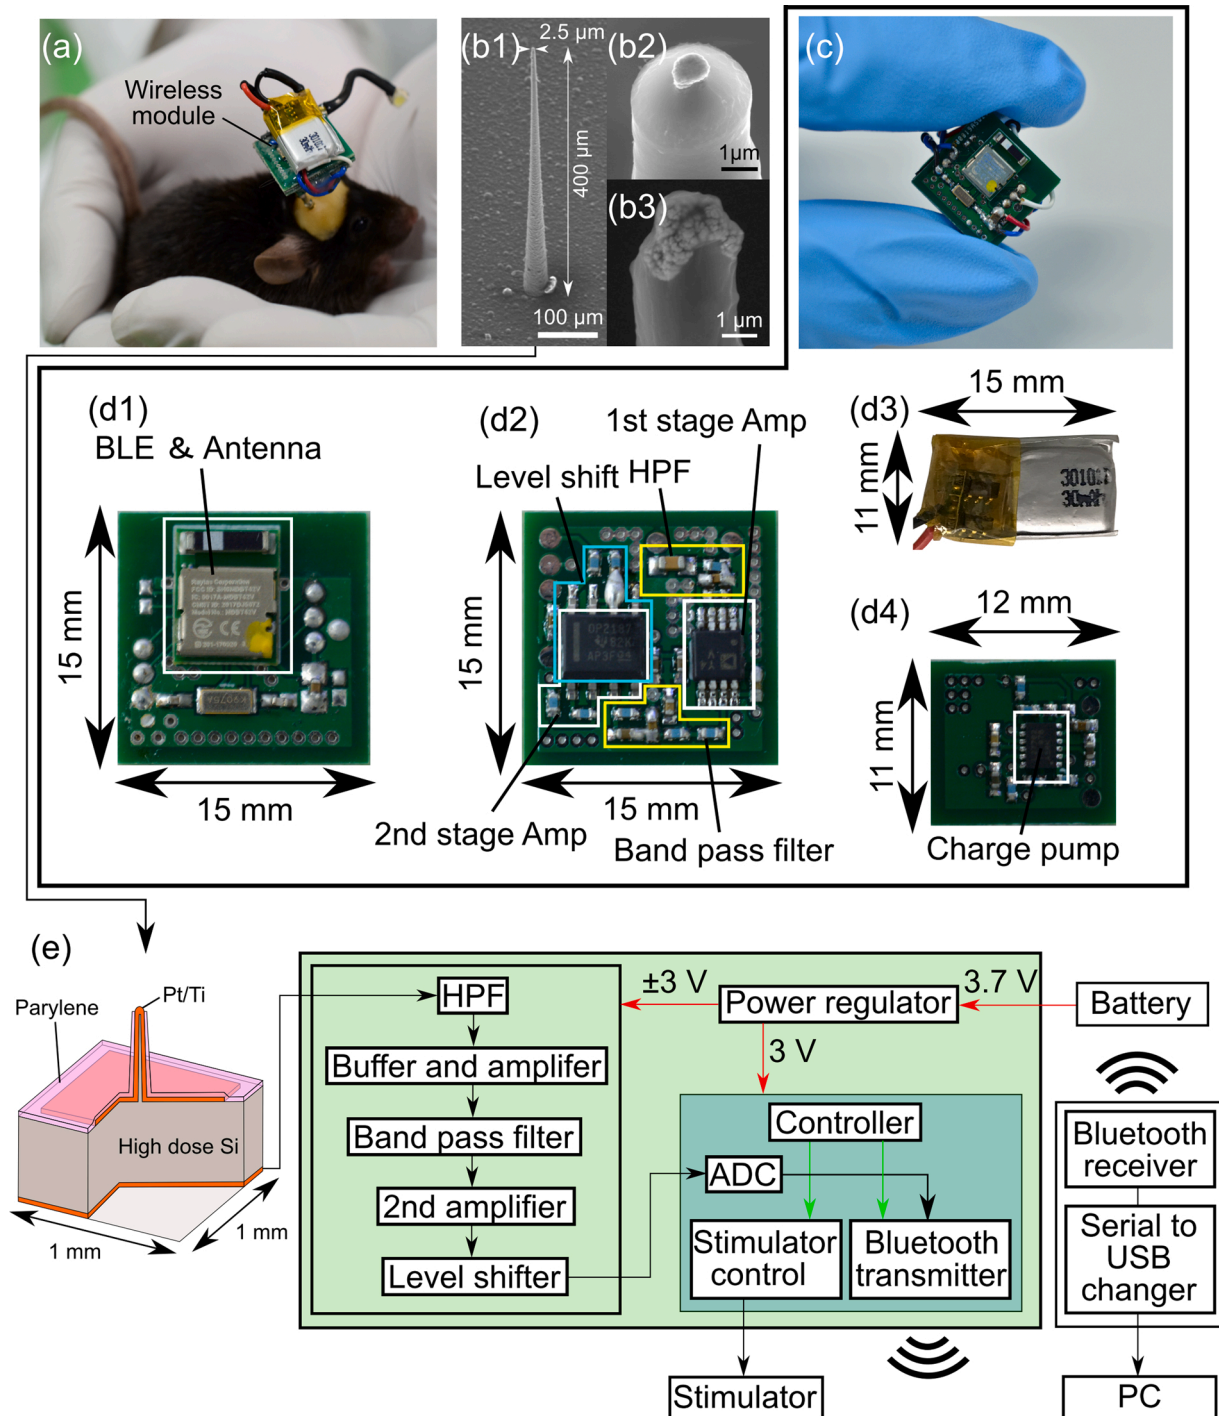 (a)
Wireless
module
(b1)
2.5 µm
400 µm
100 µm
(b2)
1µm
(b3)
1 µm
(c)
(d1)
BLE & Antenna
15 mm
15 mm
(d2)
1st stage Amp
Level shift HPF
OP2182
AP3F04
15 mm
15 mm
2nd stage Amp
Band pass filter
(d3)
15 mm
11 mm
30mAh
(d4)
12 mm
11 mm
Charge pump
(e)
Pt/Ti
Parylene
High dose Si
1 mm
1 mm
HPF
Buffer and amplifer
Band pass filter
2nd amplifier
Level shifter
±3 V
Power regulator
3.7 V
Battery
3 V
Controller
ADC
Stimulator
control
Bluetooth
transmitter
Stimulator
Bluetooth
receiver
Serial to
USB
changer
PC